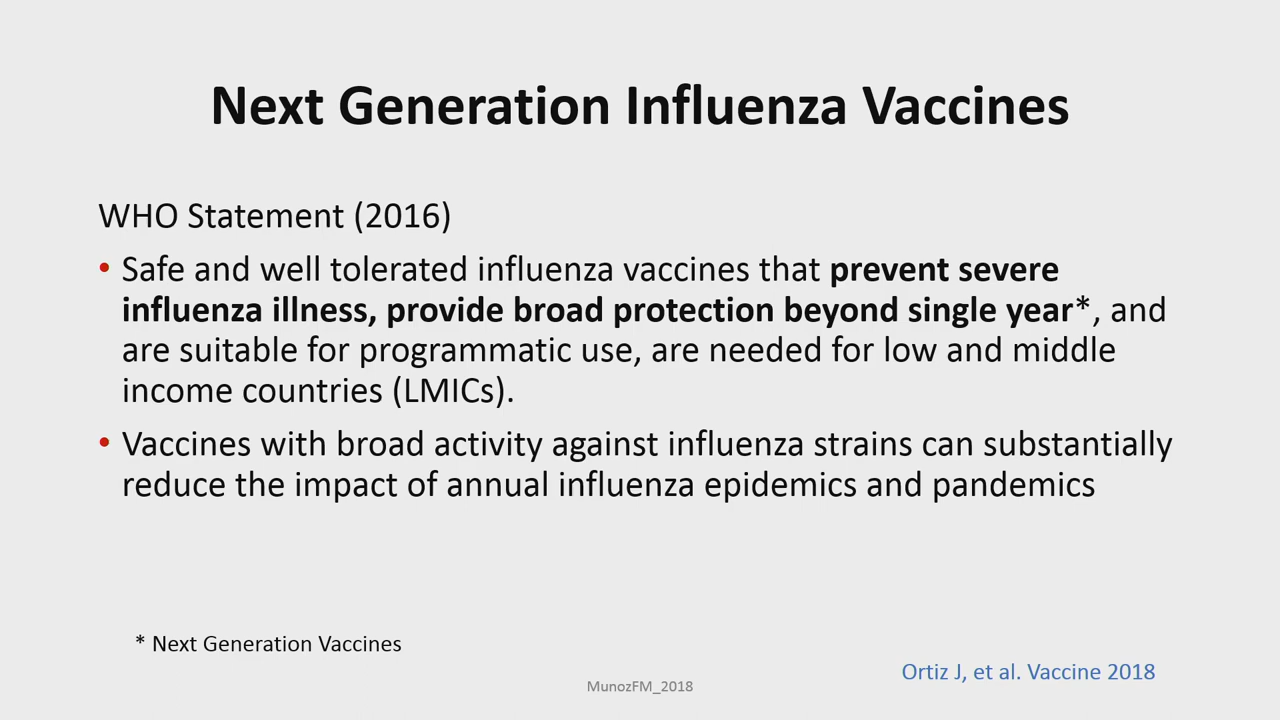 Next Generation Influenza Vaccines
WHO Statement (2016)
• Safe and well tolerated influenza vaccines that prevent severe
influenza illness, provide broad protection beyond single year*, and
are suitable for programmatic use, are needed for low and middle
income countries (LMICs).
• Vaccines with broad activity against influenza strains can substantially
reduce the impact of annual influenza epidemics and pandemics
* Next Generation Vaccines
Ortiz J, et al. Vaccine 2018
MunozFM_2018